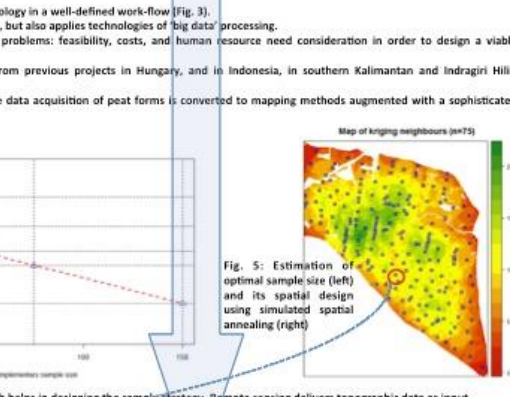 ology in a well-defined work-flow (Fig. 3).
, but also applies technologies of 'big data' processing.
problems: feasibility, costs, and human resource need consideration in order to design a viabl
rom previous projects in Hungary, and in Indonesia, in southern Kalimantan and Indragiri Hili
e data acquisition of peat forms is converted to mapping methods augmented with a sophisticate
Map of kriging neighbours (n=75)
Fig. 5: Estimation of
optimal sample size (left)
and its spatial design
using simulated spatial
annealing (right)
100
150
sample size
helps in designing the sample strategy. Remote sensing delivers topographic data as input